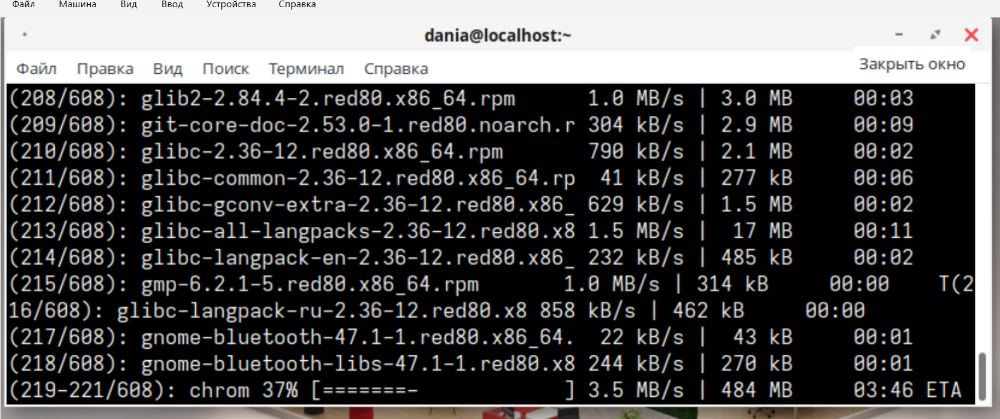 Файл Машина Вид Ввод Устройства Справка
dania@localhost:~
Файл Правка Вид Поиск Терминал Справка
Закрыть окно
(208/608): glib2-2.84.4-2.red80.x86_64.rpm 1.0 MB/s | 3.0 MB 00:03
(209/608): git-core-doc-2.53.0-1.red80.noarch.r 304 kB/s | 2.9 MB 00:09
(210/608): glibc-2.36-12.red80.x86_64.rpm 790 kB/s | 2.1 MB 00:02
(211/608): glibc-common-2.36-12.red80.x86_64.rp 41 kB/s | 277 kB 00:06
(212/608): glibc-gconv-extra-2.36-12.red80.x86_ 629 kB/s | 1.5 MB 00:02
(213/608): glibc-all-langpacks-2.36-12.red80.x8 1.5 MB/s | 17 MB 00:11
(214/608): glibc-langpack-en-2.36-12.red80.x86_ 232 kB/s | 485 kB 00:02
(215/608): gmp-6.2.1-5.red80.x86_64.rpm 1.0 MB/s | 314 kB 00:00 T(2
16/608): glibc-langpack-ru-2.36-12.red80.x8 858 kB/s | 462 kB 00:00
(217/608): gnome-bluetooth-47.1-1.red80.x86_64. 22 kB/s | 43 kB 00:01
(218/608): gnome-bluetooth-libs-47.1-1.red80.x8 244 kB/s | 270 kB 00:01
(219-221/608): chrom 37% [=======- ] 3.5 MB/s | 484 MB 03:46 ETA